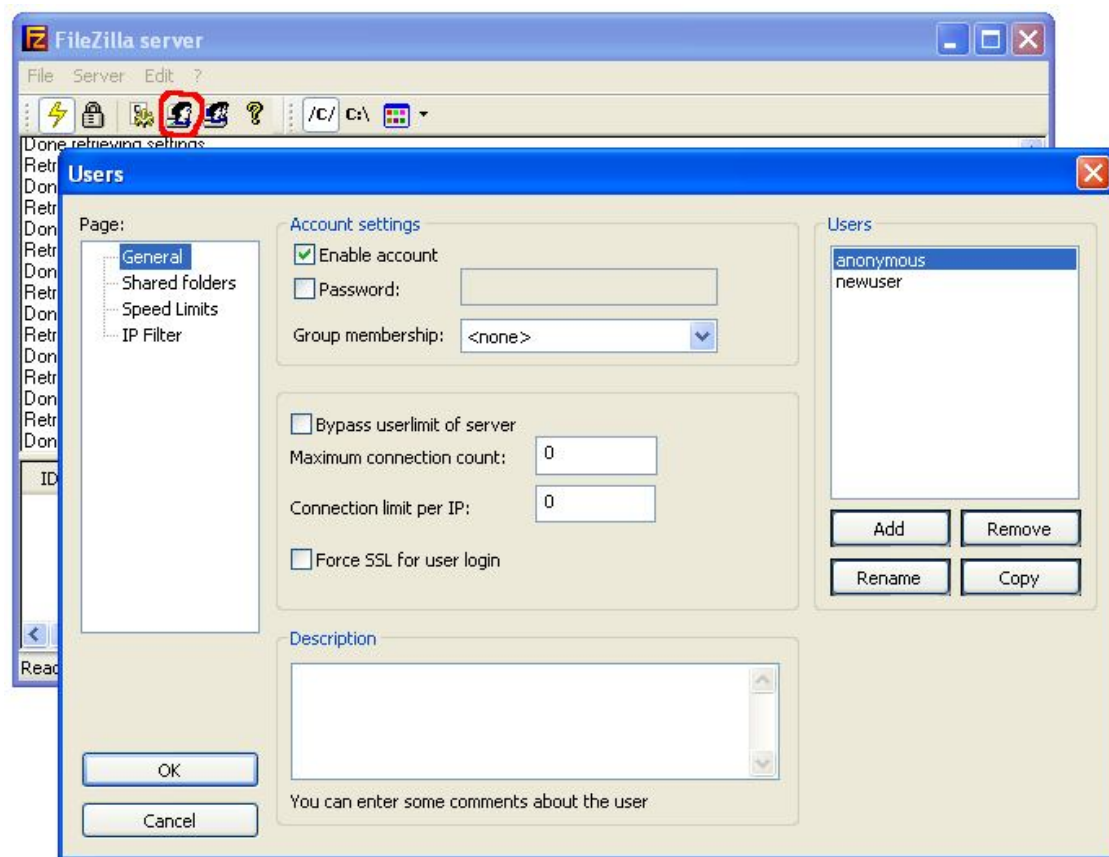 FileZilla server
File Server Edit ?
/C/ C:\
Done retrieving settings
Retr
Don
Retr
Don
Retr
Don
Retr
Don
Retr
Don
Retr
Don
Retr
Don
ID
Read
Users
Page:
General
Shared folders
Speed Limits
IP Filter
Account settings
Enable account
Password:
Group membership: <none>
Bypass userlimit of server
Maximum connection count: 0
Connection limit per IP: 0
Force SSL for user login
Description
You can enter some comments about the user
Users
anonymous
newuser
Add Remove
Rename Copy
OK
Cancel